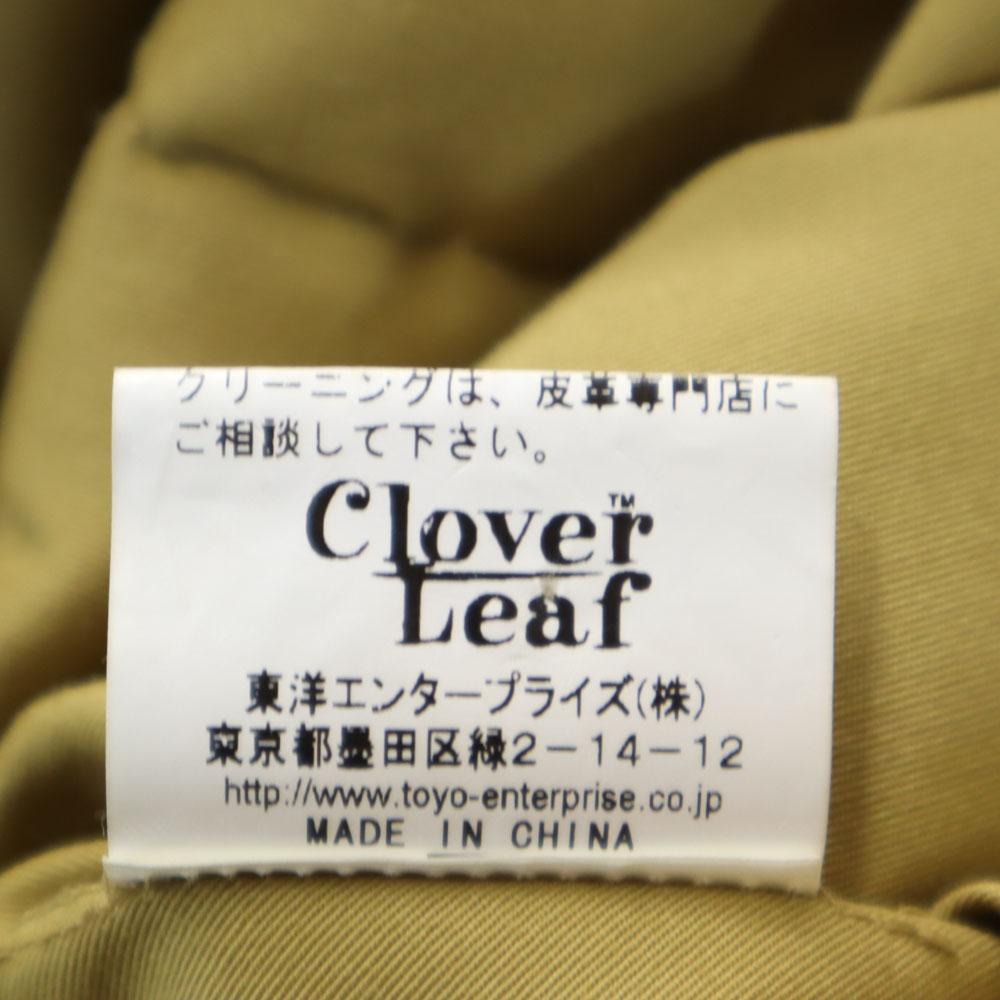 クリーニングは、皮革専門店に
ご相談して下さい。
Clover™
Leaf
東洋エンタープライズ(株)
東京都墨田区緑2－14－12
http://www.toyo-enterprise.co.jp
MADE IN CHINA